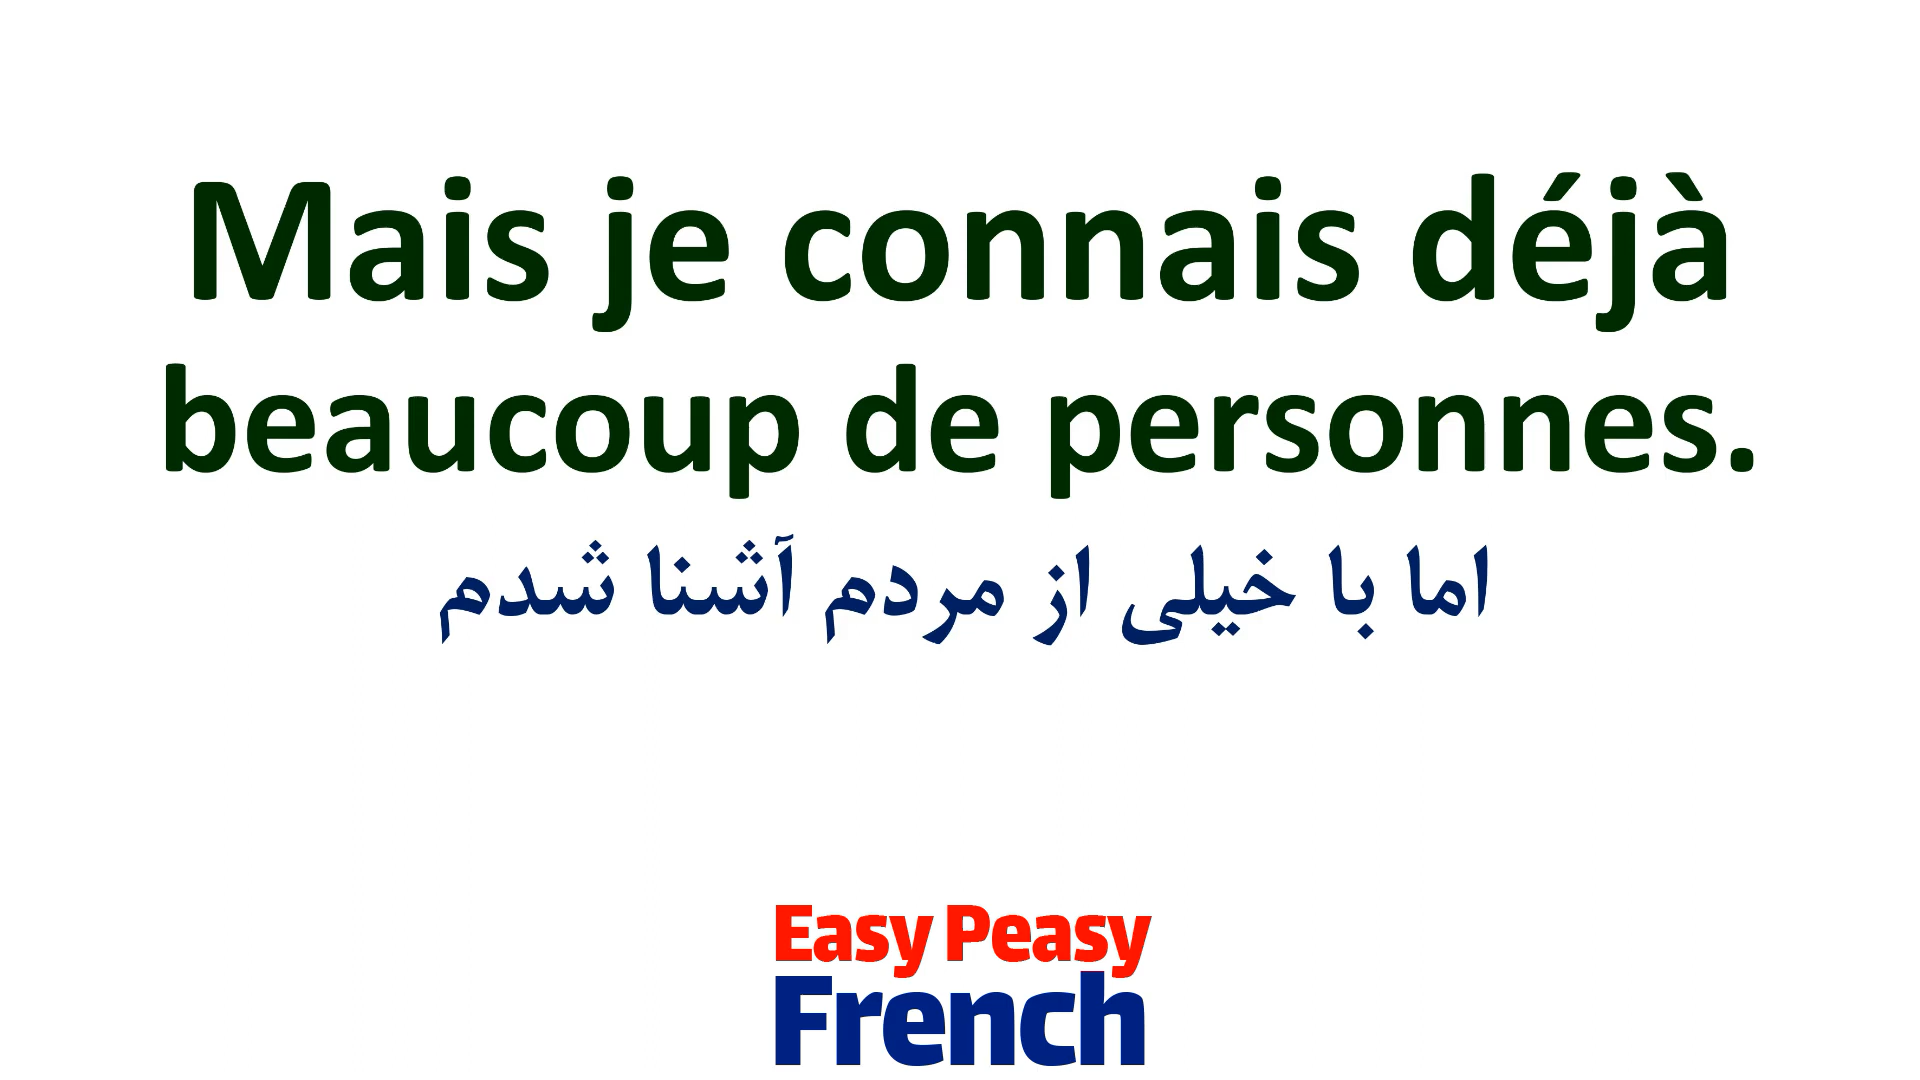 Mais je connais déjà
beaucoup de personnes.
اما با خیلی از مردم آشنا شدم
Easy Peasy
French